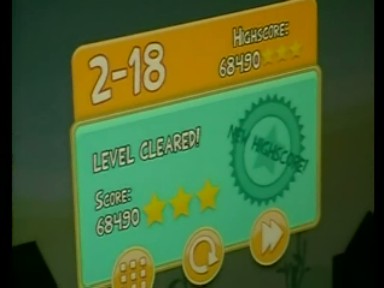 2-18
Highscore:
68490
LEVEL CLEARED!
NEW HIGHSCORE!
Score:
68490